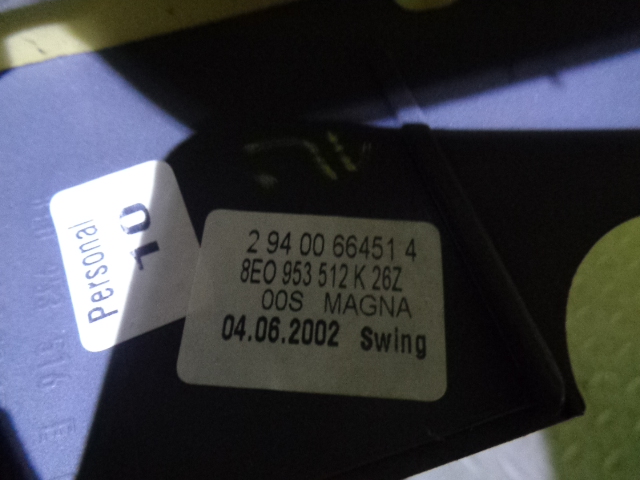 Personal
10
2 94 00 66451 4
8E0 953 512 K 26Z
00S MAGNA
04.06.2002 Swing